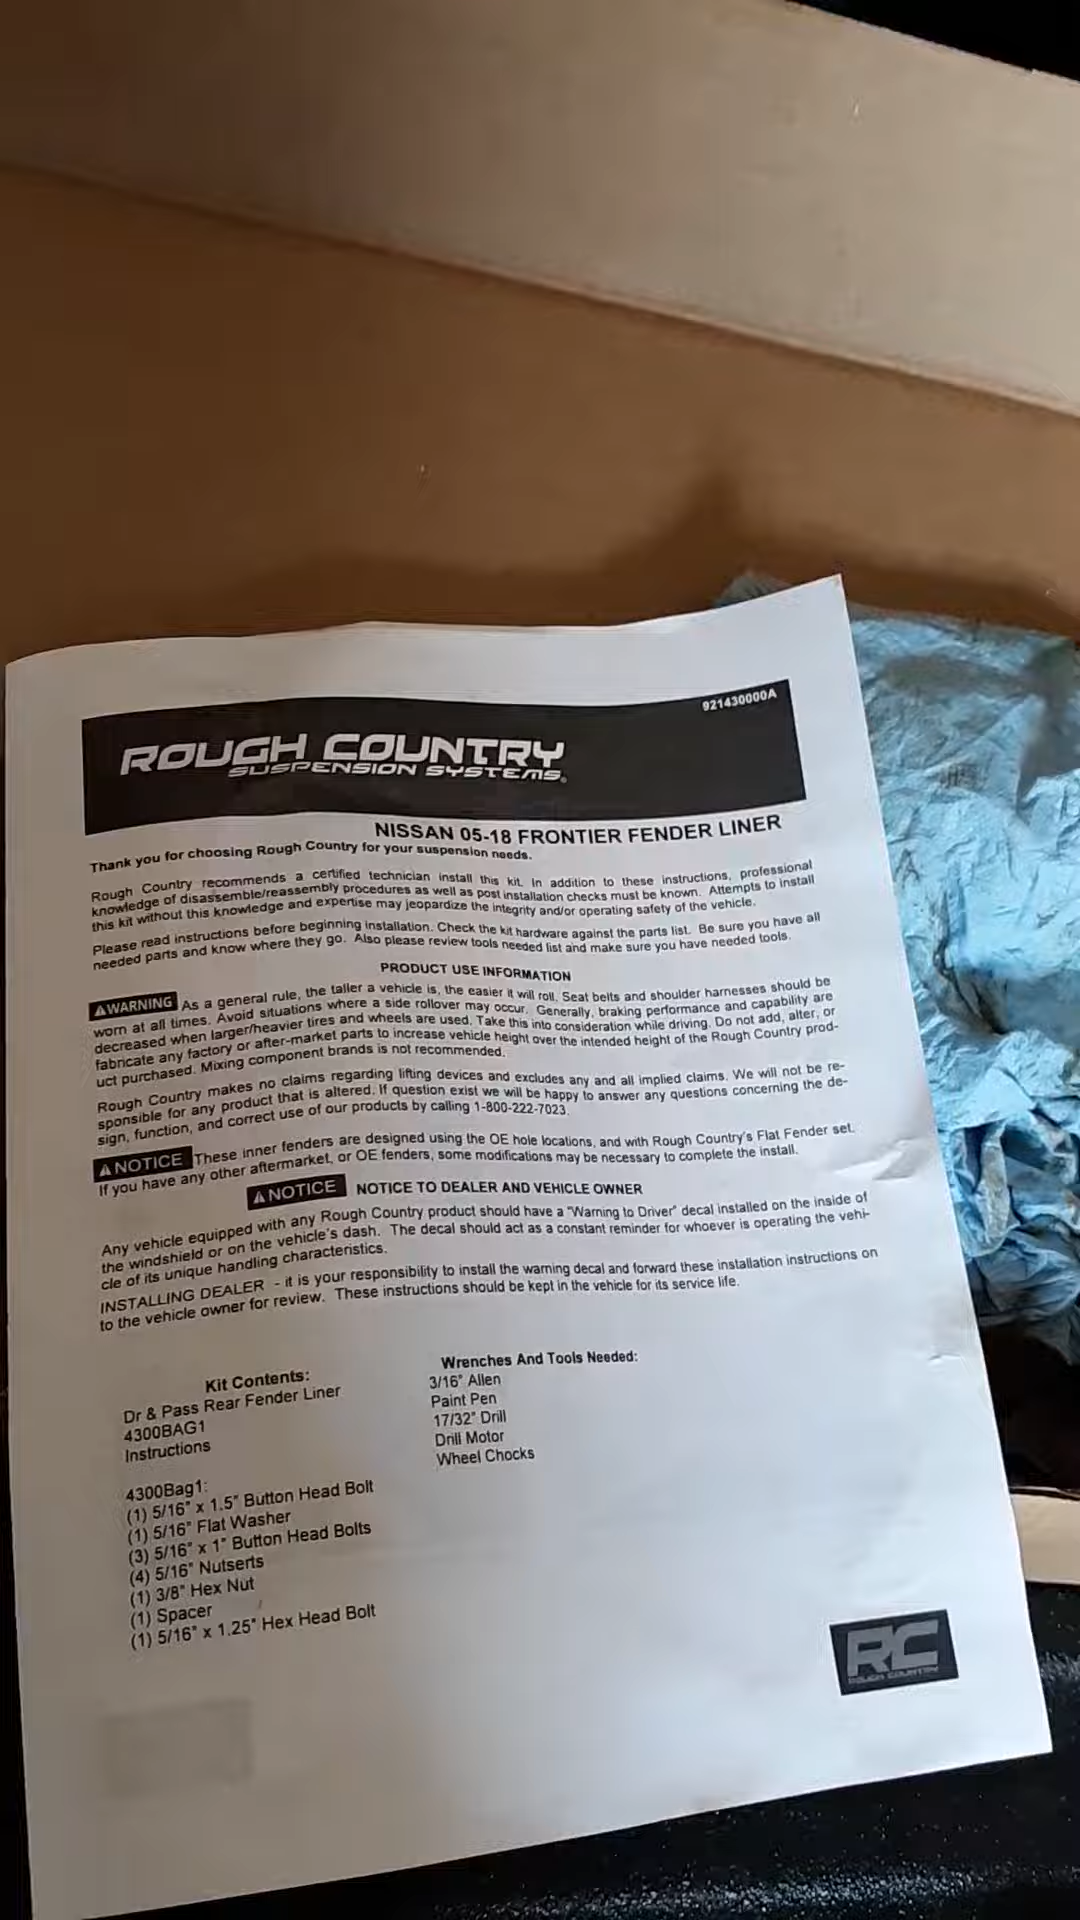 921430000A
ROUGH COUNTRY
SUSPENSION SYSTEMS®
NISSAN 05-18 FRONTIER FENDER LINER
Thank you for choosing Rough Country for your suspension needs.
Rough Country recommends a certified technician install this kit. In addition to these instructions, professional
knowledge of disassemble/reassembly procedures as well as post installation checks must be known. Attempts to install
this kit without this knowledge and expertise may jeopardize the integrity and/or operating safety of the vehicle.
Please read instructions before beginning installation. Check the kit hardware against the parts list. Be sure you have all
needed parts and know where they go. Also please review tools needed list and make sure you have needed tools.
PRODUCT USE INFORMATION
WARNING As a general rule, the taller a vehicle is, the easier it will roll. Seat belts and shoulder harnesses should be
worn at all times. Avoid situations where a side rollover may occur. Generally, braking performance and capability are
decreased when larger/heavier tires and wheels are used. Take this into consideration while driving. Do not add, alter, or
fabricate any factory or after-market parts to increase vehicle height over the intended height of the Rough Country prod-
uct purchased. Mixing component brands is not recommended.
Rough Country makes no claims regarding lifting devices and excludes any and all implied claims. We will not be re-
sponsible for any product that is altered. If question exist we will be happy to answer any questions concerning the de-
sign, function, and correct use of our products by calling 1-800-222-7023.
NOTICE These inner fenders are designed using the OE hole locations, and with Rough Country's Flat Fender set.
If you have any other aftermarket, or OE fenders, some modifications may be necessary to complete the install.
NOTICE NOTICE TO DEALER AND VEHICLE OWNER
Any vehicle equipped with any Rough Country product should have a "Warning to Driver" decal installed on the inside of
the windshield or on the vehicle's dash. The decal should act as a constant reminder for whoever is operating the vehi-
cle of its unique handling characteristics.
INSTALLING DEALER - it is your responsibility to install the warning decal and forward these installation instructions on
to the vehicle owner for review. These instructions should be kept in the vehicle for its service life.
Kit Contents:
Dr & Pass Rear Fender Liner
4300BAG1
Instructions
4300Bag1:
(1) 5/16" x 1.5" Button Head Bolt
(1) 5/16" Flat Washer
(3) 5/16" x 1" Button Head Bolts
(4) 5/16" Nutserts
(1) 3/8" Hex Nut
(1) Spacer
(1) 5/16" x 1.25" Hex Head Bolt
Wrenches And Tools Needed:
3/16" Allen
Paint Pen
17/32" Drill
Drill Motor
Wheel Chocks
RC
ROUGH COUNTRY